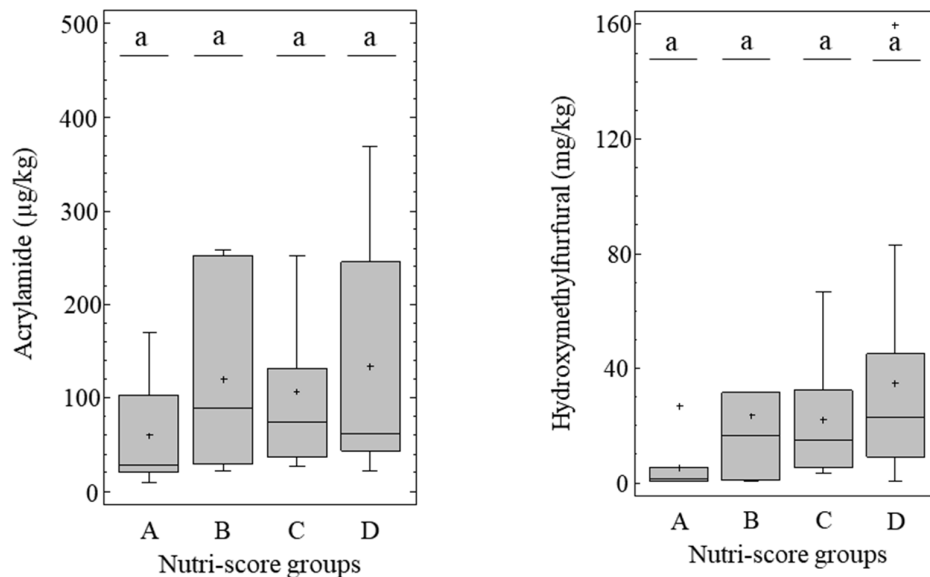 500
400
300
200
100
0
Acrylamide (µg/kg)
a a a a
A B C D
Nutri-score groups
160
120
80
40
0
Hydroxymethylfurfural (mg/kg)
a a a a
A B C D
Nutri-score groups